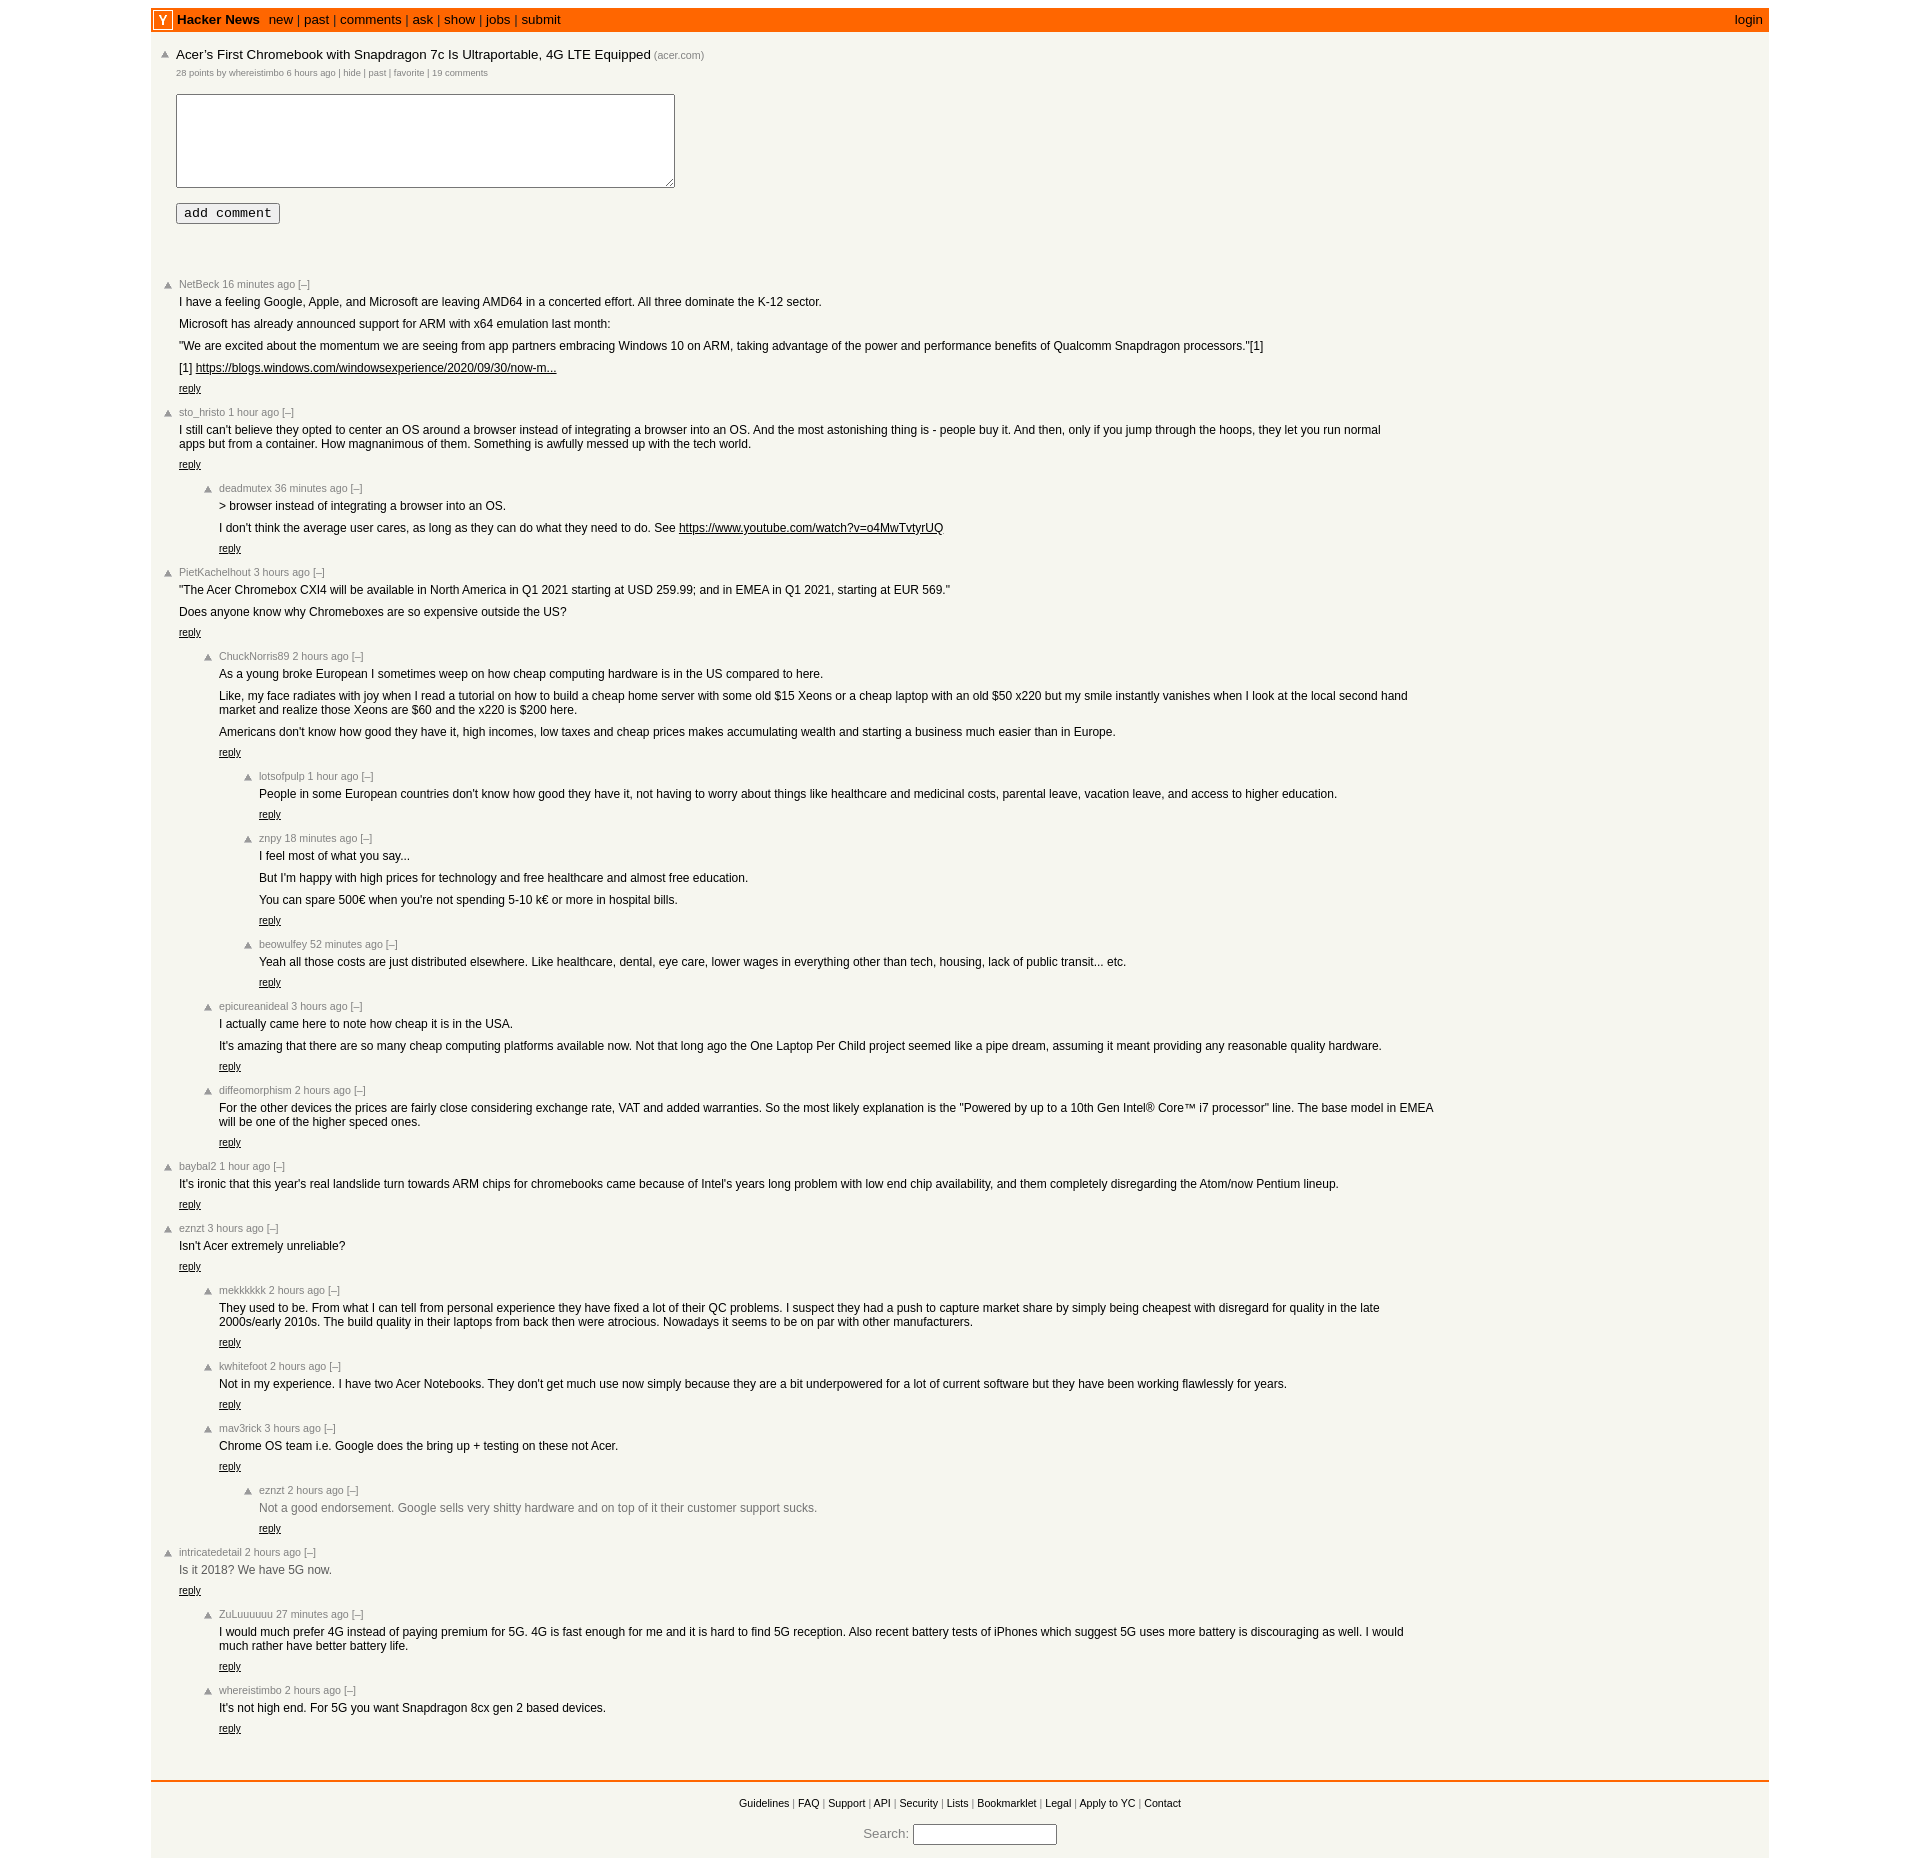 Y Hacker News new | past | comments | ask | show | jobs | submit login
Acer’s First Chromebook with Snapdragon 7c Is Ultraportable, 4G LTE Equipped (acer.com)
28 points by whereistimbo 6 hours ago | hide | past | favorite | 19 comments
add comment
NetBeck 16 minutes ago [–]
I have a feeling Google, Apple, and Microsoft are leaving AMD64 in a concerted effort. All three dominate the K-12 sector.
Microsoft has already announced support for ARM with x64 emulation last month:
"We are excited about the momentum we are seeing from app partners embracing Windows 10 on ARM, taking advantage of the power and performance benefits of Qualcomm Snapdragon processors."[1]
[1] https://blogs.windows.com/windowsexperience/2020/09/30/now-m...
reply
sto_hristo 1 hour ago [–]
I still can't believe they opted to center an OS around a browser instead of integrating a browser into an OS. And the most astonishing thing is - people buy it. And then, only if you jump through the hoops, they let you run normal
apps but from a container. How magnanimous of them. Something is awfully messed up with the tech world.
reply
deadmutex 36 minutes ago [–]
> browser instead of integrating a browser into an OS.
I don't think the average user cares, as long as they can do what they need to do. See https://www.youtube.com/watch?v=o4MwTvtyrUQ
reply
PietKachelhout 3 hours ago [–]
"The Acer Chromebox CXI4 will be available in North America in Q1 2021 starting at USD 259.99; and in EMEA in Q1 2021, starting at EUR 569."
Does anyone know why Chromeboxes are so expensive outside the US?
reply
ChuckNorris89 2 hours ago [–]
As a young broke European I sometimes weep on how cheap computing hardware is in the US compared to here.
Like, my face radiates with joy when I read a tutorial on how to build a cheap home server with some old $15 Xeons or a cheap laptop with an old $50 x220 but my smile instantly vanishes when I look at the local second hand
market and realize those Xeons are $60 and the x220 is $200 here.
Americans don't know how good they have it, high incomes, low taxes and cheap prices makes accumulating wealth and starting a business much easier than in Europe.
reply
lotsofpulp 1 hour ago [–]
People in some European countries don't know how good they have it, not having to worry about things like healthcare and medicinal costs, parental leave, vacation leave, and access to higher education.
reply
znpy 18 minutes ago [–]
I feel most of what you say...
But I'm happy with high prices for technology and free healthcare and almost free education.
You can spare 500€ when you're not spending 5-10 k€ or more in hospital bills.
reply
beowulfey 52 minutes ago [–]
Yeah all those costs are just distributed elsewhere. Like healthcare, dental, eye care, lower wages in everything other than tech, housing, lack of public transit... etc.
reply
epicureanideal 3 hours ago [–]
I actually came here to note how cheap it is in the USA.
It's amazing that there are so many cheap computing platforms available now. Not that long ago the One Laptop Per Child project seemed like a pipe dream, assuming it meant providing any reasonable quality hardware.
reply
diffeomorphism 2 hours ago [–]
For the other devices the prices are fairly close considering exchange rate, VAT and added warranties. So the most likely explanation is the "Powered by up to a 10th Gen Intel® Core™ i7 processor" line. The base model in EMEA
will be one of the higher speced ones.
reply
baybal2 1 hour ago [–]
It's ironic that this year's real landslide turn towards ARM chips for chromebooks came because of Intel's years long problem with low end chip availability, and them completely disregarding the Atom/now Pentium lineup.
reply
eznzt 3 hours ago [–]
Isn't Acer extremely unreliable?
reply
mekkkkkk 2 hours ago [–]
They used to be. From what I can tell from personal experience they have fixed a lot of their QC problems. I suspect they had a push to capture market share by simply being cheapest with disregard for quality in the late
2000s/early 2010s. The build quality in their laptops from back then were atrocious. Nowadays it seems to be on par with other manufacturers.
reply
kwhitefoot 2 hours ago [–]
Not in my experience. I have two Acer Notebooks. They don't get much use now simply because they are a bit underpowered for a lot of current software but they have been working flawlessly for years.
reply
mav3rick 3 hours ago [–]
Chrome OS team i.e. Google does the bring up + testing on these not Acer.
reply
eznzt 2 hours ago [–]
Not a good endorsement. Google sells very shitty hardware and on top of it their customer support sucks.
reply
intricatedetail 2 hours ago [–]
Is it 2018? We have 5G now.
reply
ZuLuuuuuu 27 minutes ago [–]
I would much prefer 4G instead of paying premium for 5G. 4G is fast enough for me and it is hard to find 5G reception. Also recent battery tests of iPhones which suggest 5G uses more battery is discouraging as well. I would
much rather have better battery life.
reply
whereistimbo 2 hours ago [–]
It's not high end. For 5G you want Snapdragon 8cx gen 2 based devices.
reply
Guidelines | FAQ | Support | API | Security | Lists | Bookmarklet | Legal | Apply to YC | Contact
Search: